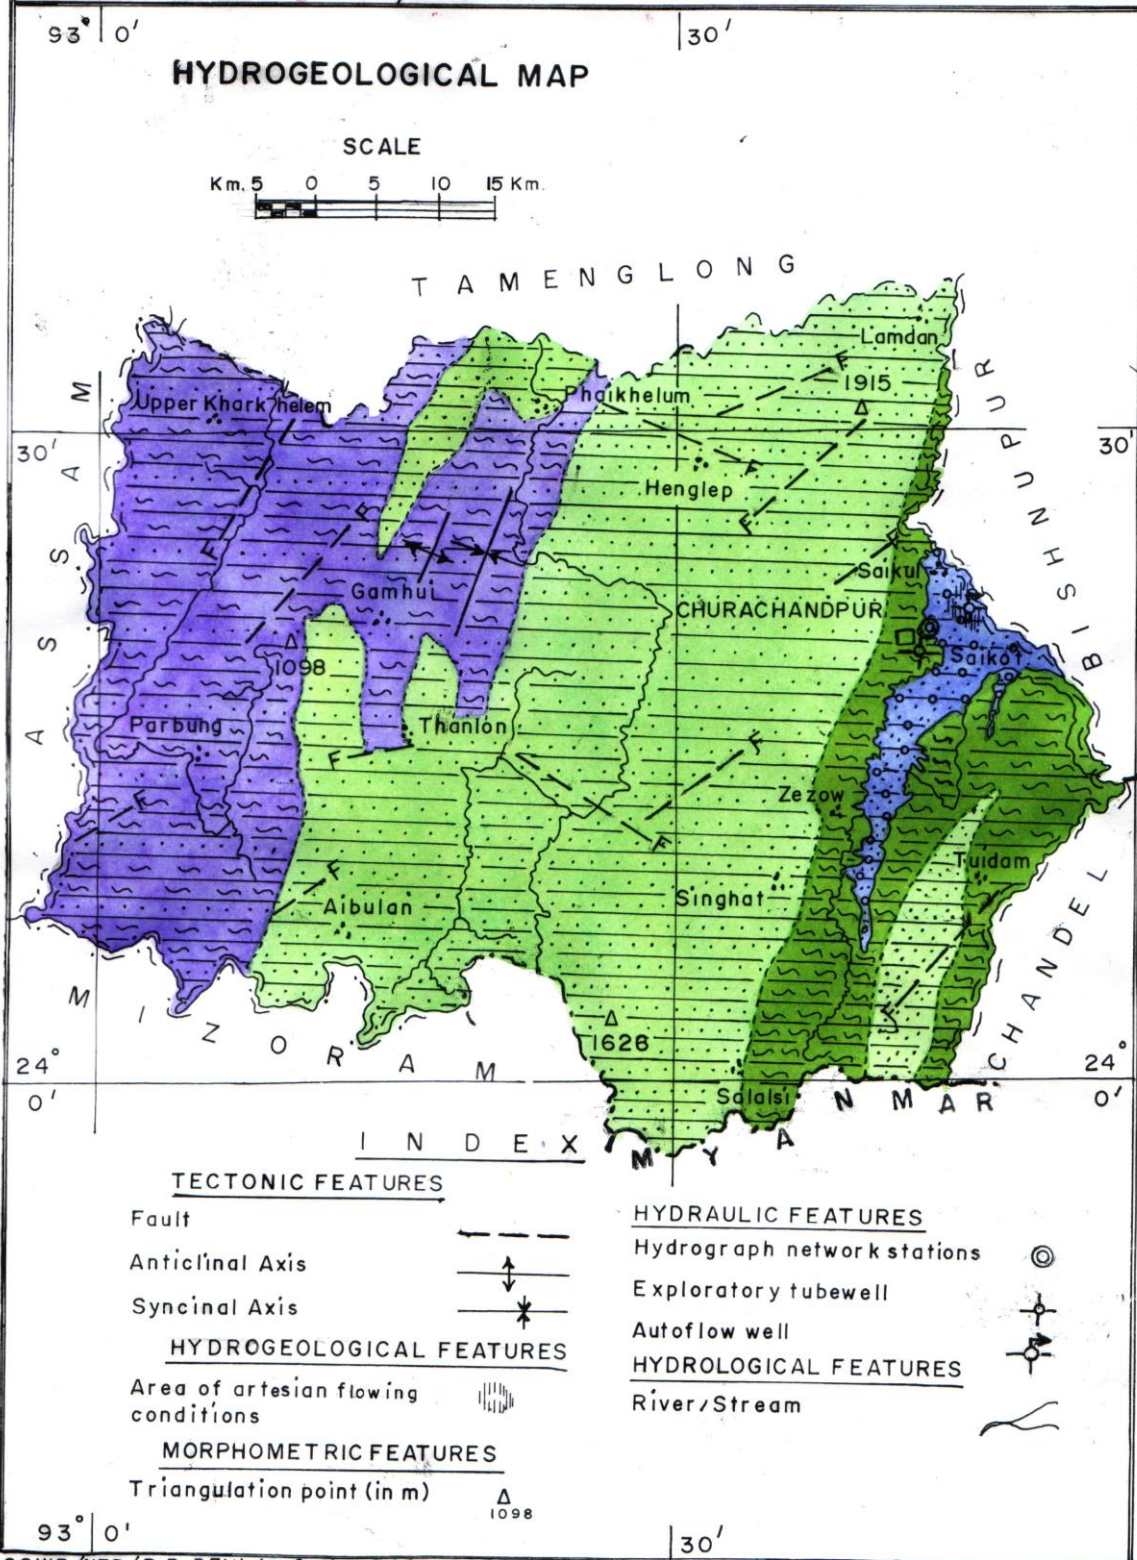 93° 0' 30'
HYDROGEOLOGICAL MAP
SCALE
Km. 5 0 5 10 15 Km.
TAMENGLONG
Lamdan
F
1915
Upper Khark helem
Phaikhelum
ASSAM
BISHNUPUR
30' 30'
F
Henglep
F
F
F
F
Saikul
Gamhui
CHURACHANDPUR
1098
Saikot
Parbung
Thanlon
F
F
Zezow
F
F
Tuidam
F
Singhat
Aibulan
CHANDEL
MIZORAM
F
1626
24° 24°
0' 0'
Salalsi
MYANMAR
INDEX
TECTONIC FEATURES
Fault
Anticlinal Axis
Syncinal Axis
HYDROGEOLOGICAL FEATURES
Area of artesian flowing
conditions
MORPHOMETRIC FEATURES
Triangulation point (in m)
1098
HYDRAULIC FEATURES
Hydrograph network stations
Exploratory tubewell
Autoflow well
HYDROLOGICAL FEATURES
River/Stream
93° 0' 30'